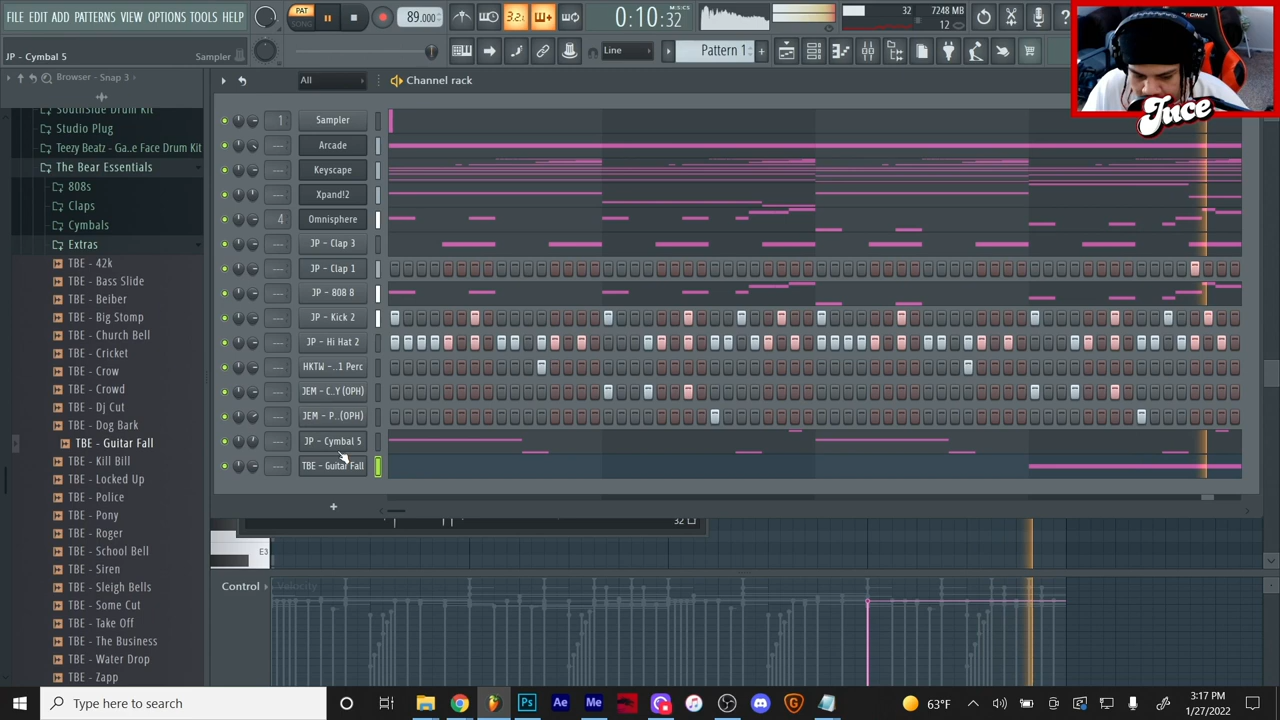 FILE EDIT ADD PATTERNS VIEW OPTIONS TOOLS HELP
JP - Cymbal 5
Sampler
PAT
SONG
89.000
3.2.
0:10:32
M:S:CS
32
7248 MB
12
Line
Pattern 1
Juce
Browser - Snap 3
SouthSide Drum Kit
Studio Plug
Teezy Beatz - Ga..e Face Drum Kit
The Bear Essentials
808s
Claps
Cymbals
Extras
TBE - 42k
TBE - Bass Slide
TBE - Beiber
TBE - Big Stomp
TBE - Church Bell
TBE - Cricket
TBE - Crow
TBE - Crowd
TBE - Dj Cut
TBE - Dog Bark
TBE - Guitar Fall
TBE - Kill Bill
TBE - Locked Up
TBE - Police
TBE - Pony
TBE - Roger
TBE - School Bell
TBE - Siren
TBE - Sleigh Bells
TBE - Some Cut
TBE - Take Off
TBE - The Business
TBE - Water Drop
TBE - Zapp
All
Channel rack
1 Sampler
Arcade
Keyscape
Xpand!2
4 Omnisphere
JP - Clap 3
JP - Clap 1
JP - 808 8
JP - Kick 2
JP - Hi Hat 2
HKTW -...1 Perc
JEM - C...Y (OPH)
JEM - P...(OPH)
JP - Cymbal 5
TBE - Guitar Fall
+
32
E3
Control
Velocity
Type here to search
63°F
3:17 PM
1/27/2022